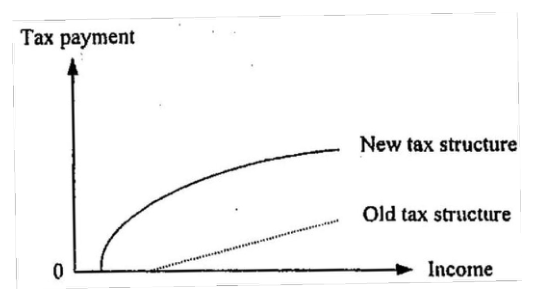 Tax payment
New tax structure
Old tax structure
0
Income